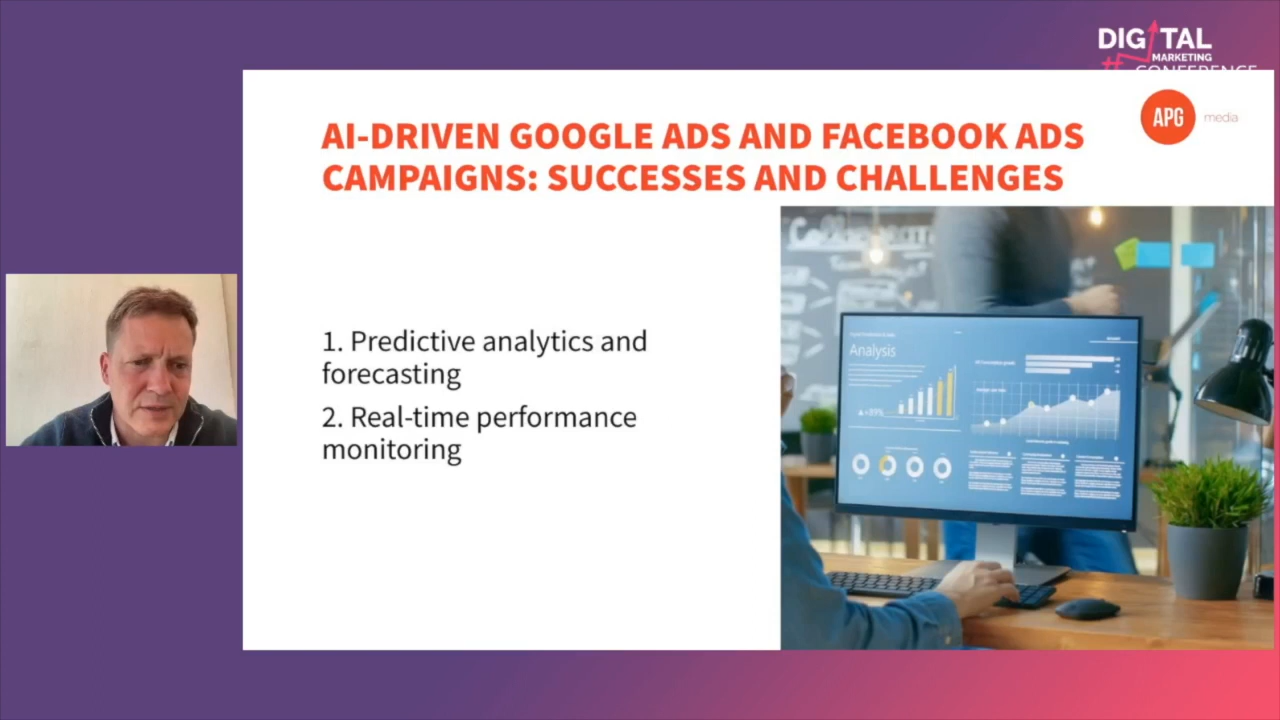 DIGITAL
MARKETING
#CONFERENCE
APG media
AI-DRIVEN GOOGLE ADS AND FACEBOOK ADS
CAMPAIGNS: SUCCESSES AND CHALLENGES
1. Predictive analytics and
forecasting
2. Real-time performance
monitoring
Analysis